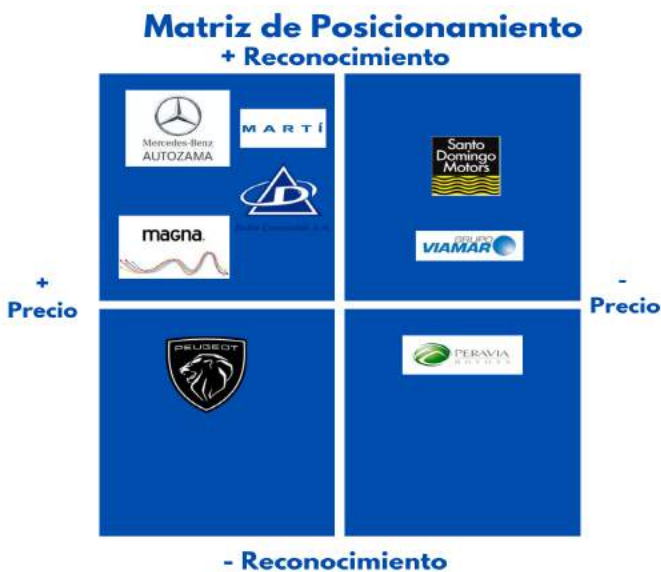 Matriz de Posicionamiento
+ Reconocimiento
Mercedes-Benz
AUTOZAMA
MARTÍ
Santo
Domingo
Motors
magna
GRUPO
VIAMAR
+
Precio
-
Precio
PEUGEOT
PERAVIA
MOTORS
- Reconocimiento